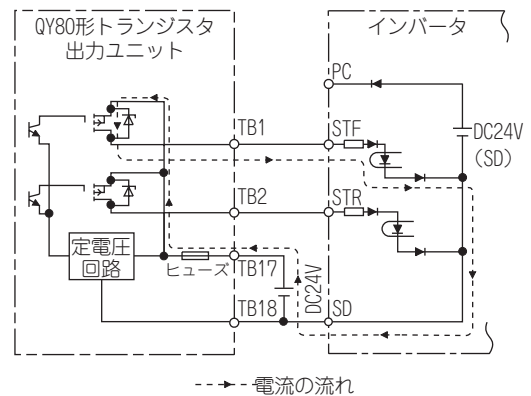 QY80形トランジスタ
出力ユニット
インバータ
PC
TB1
STF
DC24V
(SD)
TB2
STR
定電圧
回路
ヒューズ
TB17
DC24V
TB18
SD
電流の流れ